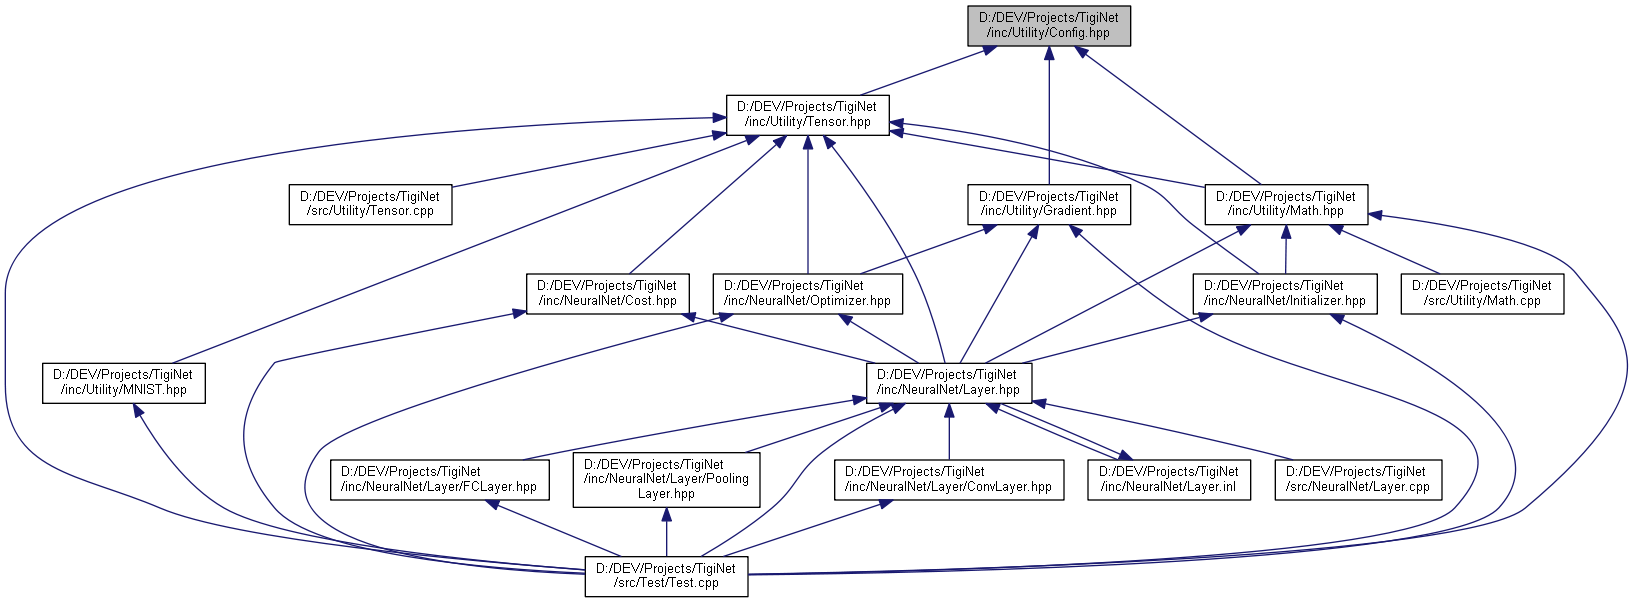 D:/DEV/Projects/TigiNet
/inc/Utility/Config.hpp
D:/DEV/Projects/TigiNet
/inc/Utility/Tensor.hpp
D:/DEV/Projects/TigiNet
/src/Utility/Tensor.cpp
D:/DEV/Projects/TigiNet
/inc/Utility/Gradient.hpp
D:/DEV/Projects/TigiNet
/inc/Utility/Math.hpp
D:/DEV/Projects/TigiNet
/inc/NeuralNet/Cost.hpp
D:/DEV/Projects/TigiNet
/inc/NeuralNet/Optimizer.hpp
D:/DEV/Projects/TigiNet
/inc/NeuralNet/Initializer.hpp
D:/DEV/Projects/TigiNet
/src/Utility/Math.cpp
D:/DEV/Projects/TigiNet
/inc/Utility/MNIST.hpp
D:/DEV/Projects/TigiNet
/inc/NeuralNet/Layer.hpp
D:/DEV/Projects/TigiNet
/inc/NeuralNet/Layer/FCLayer.hpp
D:/DEV/Projects/TigiNet
/inc/NeuralNet/Layer/Pooling
Layer.hpp
D:/DEV/Projects/TigiNet
/inc/NeuralNet/Layer/ConvLayer.hpp
D:/DEV/Projects/TigiNet
/inc/NeuralNet/Layer.inl
D:/DEV/Projects/TigiNet
/src/NeuralNet/Layer.cpp
D:/DEV/Projects/TigiNet
/src/Test/Test.cpp